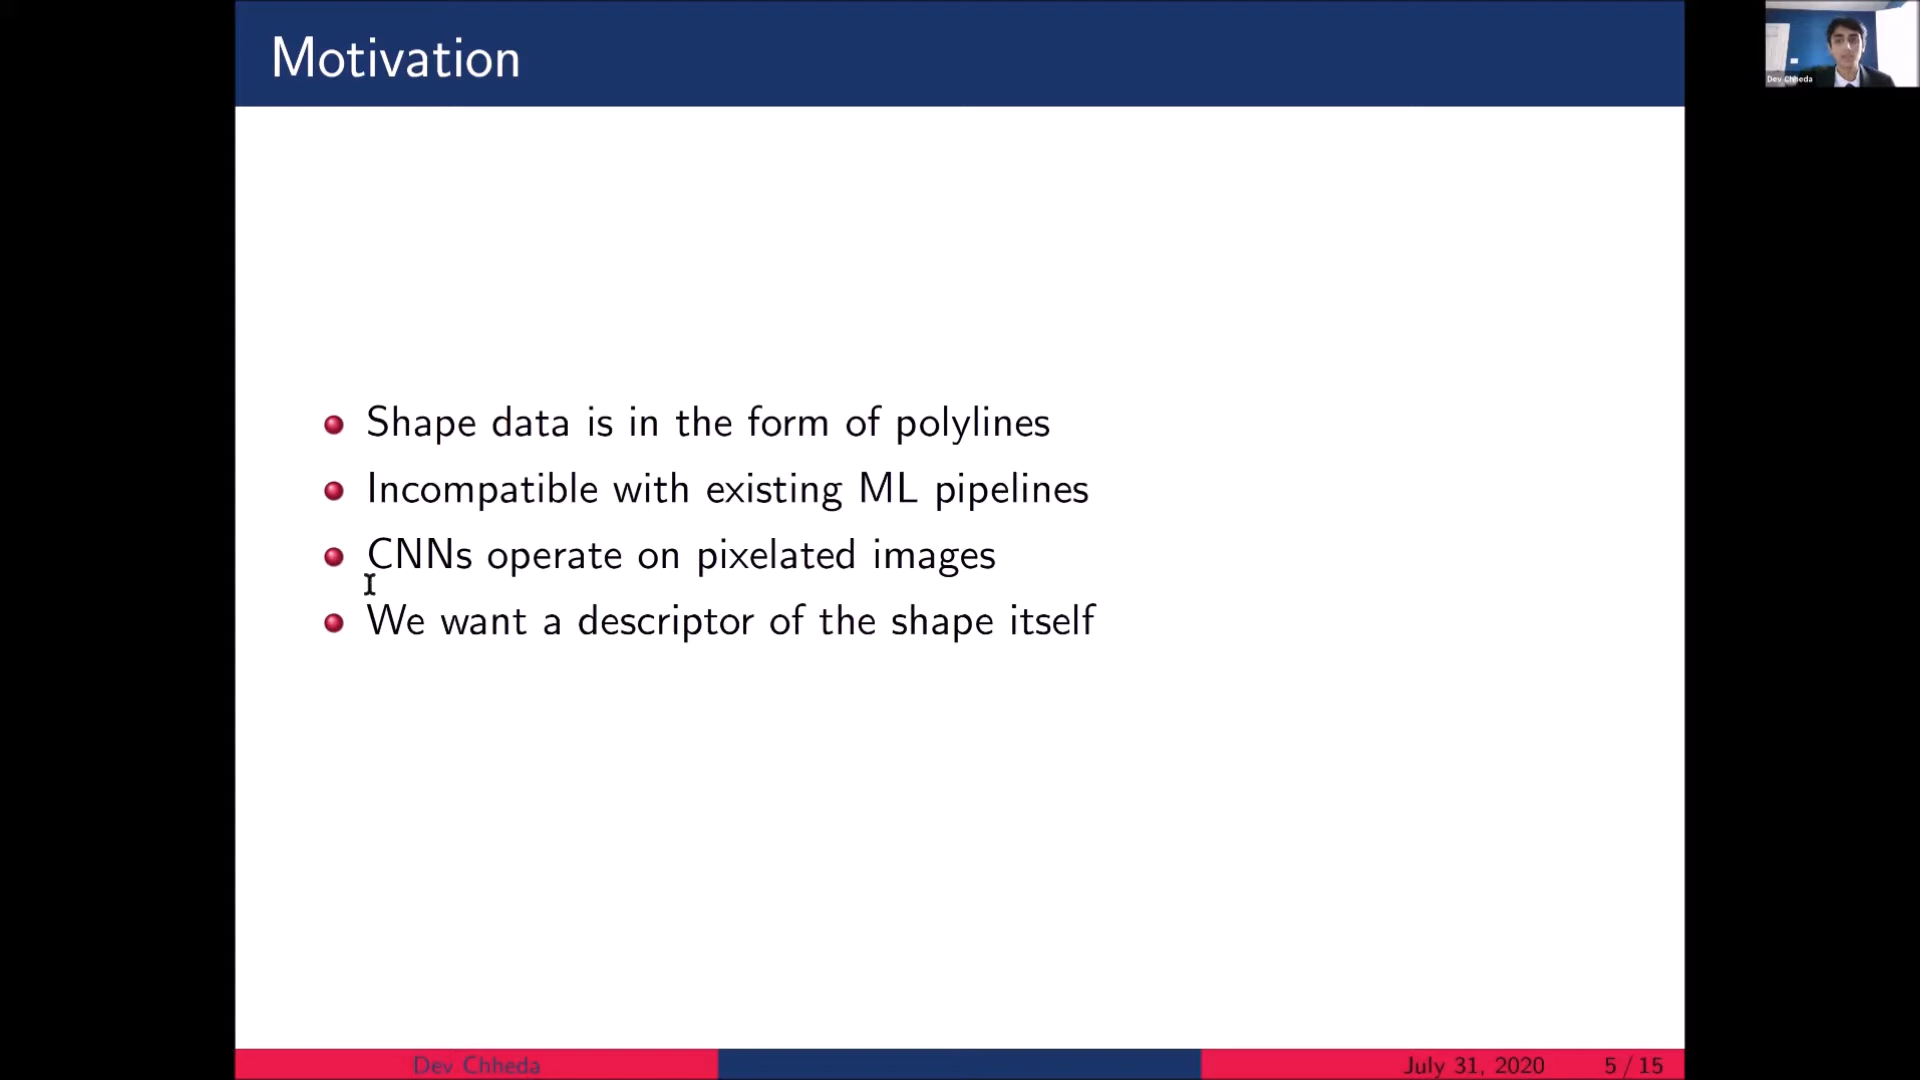 Motivation
Dev Chheda
Shape data is in the form of polylines
Incompatible with existing ML pipelines
CNNs operate on pixelated images
We want a descriptor of the shape itself
Dev Chheda
July 31, 2020
5 / 15